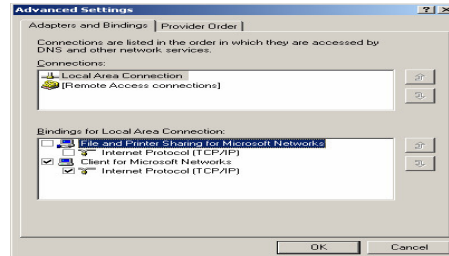 Advanced Settings
Adapters and Bindings
Provider Order
Connections are listed in the order in which they are accessed by
DNS and other network services.
Connections:
Local Area Connection
[Remote Access connections]
Bindings for Local Area Connection:
File and Printer Sharing for Microsoft Networks
Internet Protocol (TCP/IP)
Client for Microsoft Networks
Internet Protocol (TCP/IP)
OK
Cancel